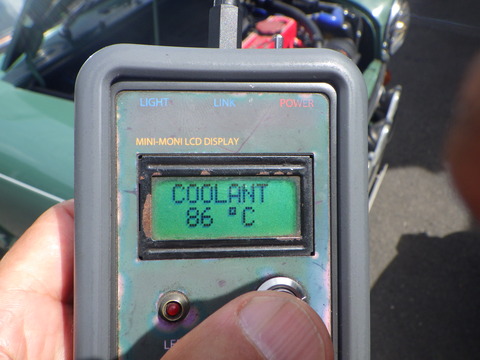 LIGHT LINK POWER
MINI-MONI LCD DISPLAY
COOLANT
86 °C